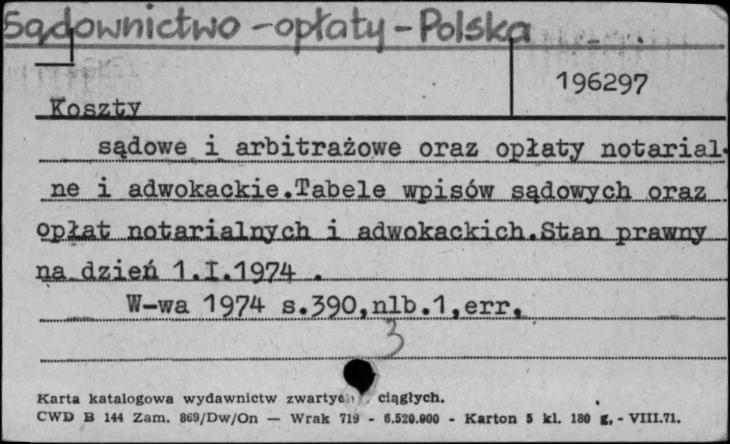 Sądownictwo - opłaty - Polska
196297
Koszty
sądowe i arbitrażowe oraz opłaty notarial-
ne i adwokackie.Tabele wpisów sądowych oraz
opłat notarialnych i adwokackich.Stan prawny
na dzień 1.I.1974 .
W-wa 1974 s.390,nlb.1,err.
3
Karta katalogowa wydawnictw ciągłych.
CWD B 144 Zam. 869/Dw/On — Wrak 719 - 6.520.000 - Karton 5 kl. 180 g. - VIII.71.